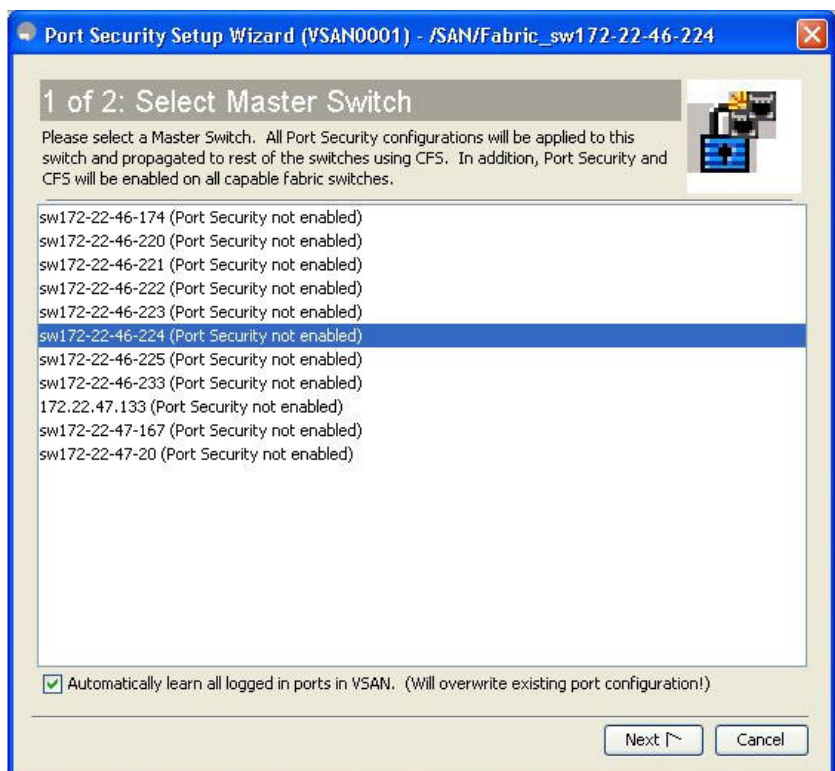 Port Security Setup Wizard (VSAN0001) - /SAN/Fabric_sw172-22-46-224
1 of 2: Select Master Switch
Please select a Master Switch. All Port Security configurations will be applied to this
switch and propagated to rest of the switches using CFS. In addition, Port Security and
CFS will be enabled on all capable fabric switches.
sw172-22-46-174 (Port Security not enabled)
sw172-22-46-220 (Port Security not enabled)
sw172-22-46-221 (Port Security not enabled)
sw172-22-46-222 (Port Security not enabled)
sw172-22-46-223 (Port Security not enabled)
sw172-22-46-224 (Port Security not enabled)
sw172-22-46-225 (Port Security not enabled)
sw172-22-46-233 (Port Security not enabled)
172.22.47.133 (Port Security not enabled)
sw172-22-47-167 (Port Security not enabled)
sw172-22-47-20 (Port Security not enabled)
Automatically learn all logged in ports in VSAN. (Will overwrite existing port configuration!)
Next Cancel